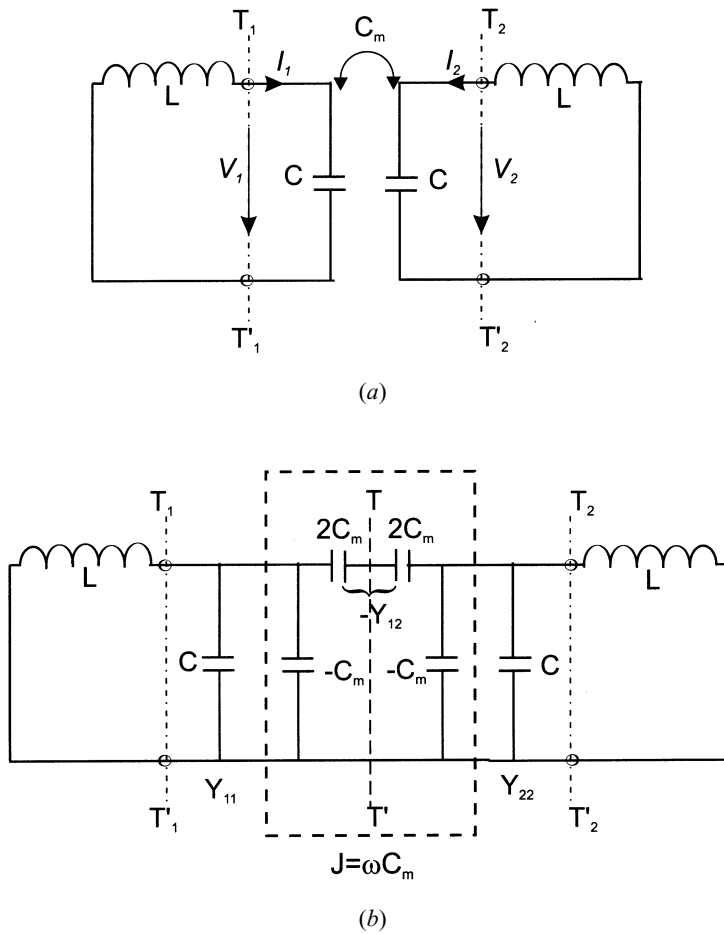 T₁ T₂
Cₘ
I₁ I₂
L L
V₁ C C V₂
T'₁ T'₂
(a)
T₁ T T₂
2Cₘ 2Cₘ
L L
-Y₁₂
C -Cₘ -Cₘ C
Y₁₁ Y₂₂
T'₁ T' T'₂
J=ωCₘ
(b)